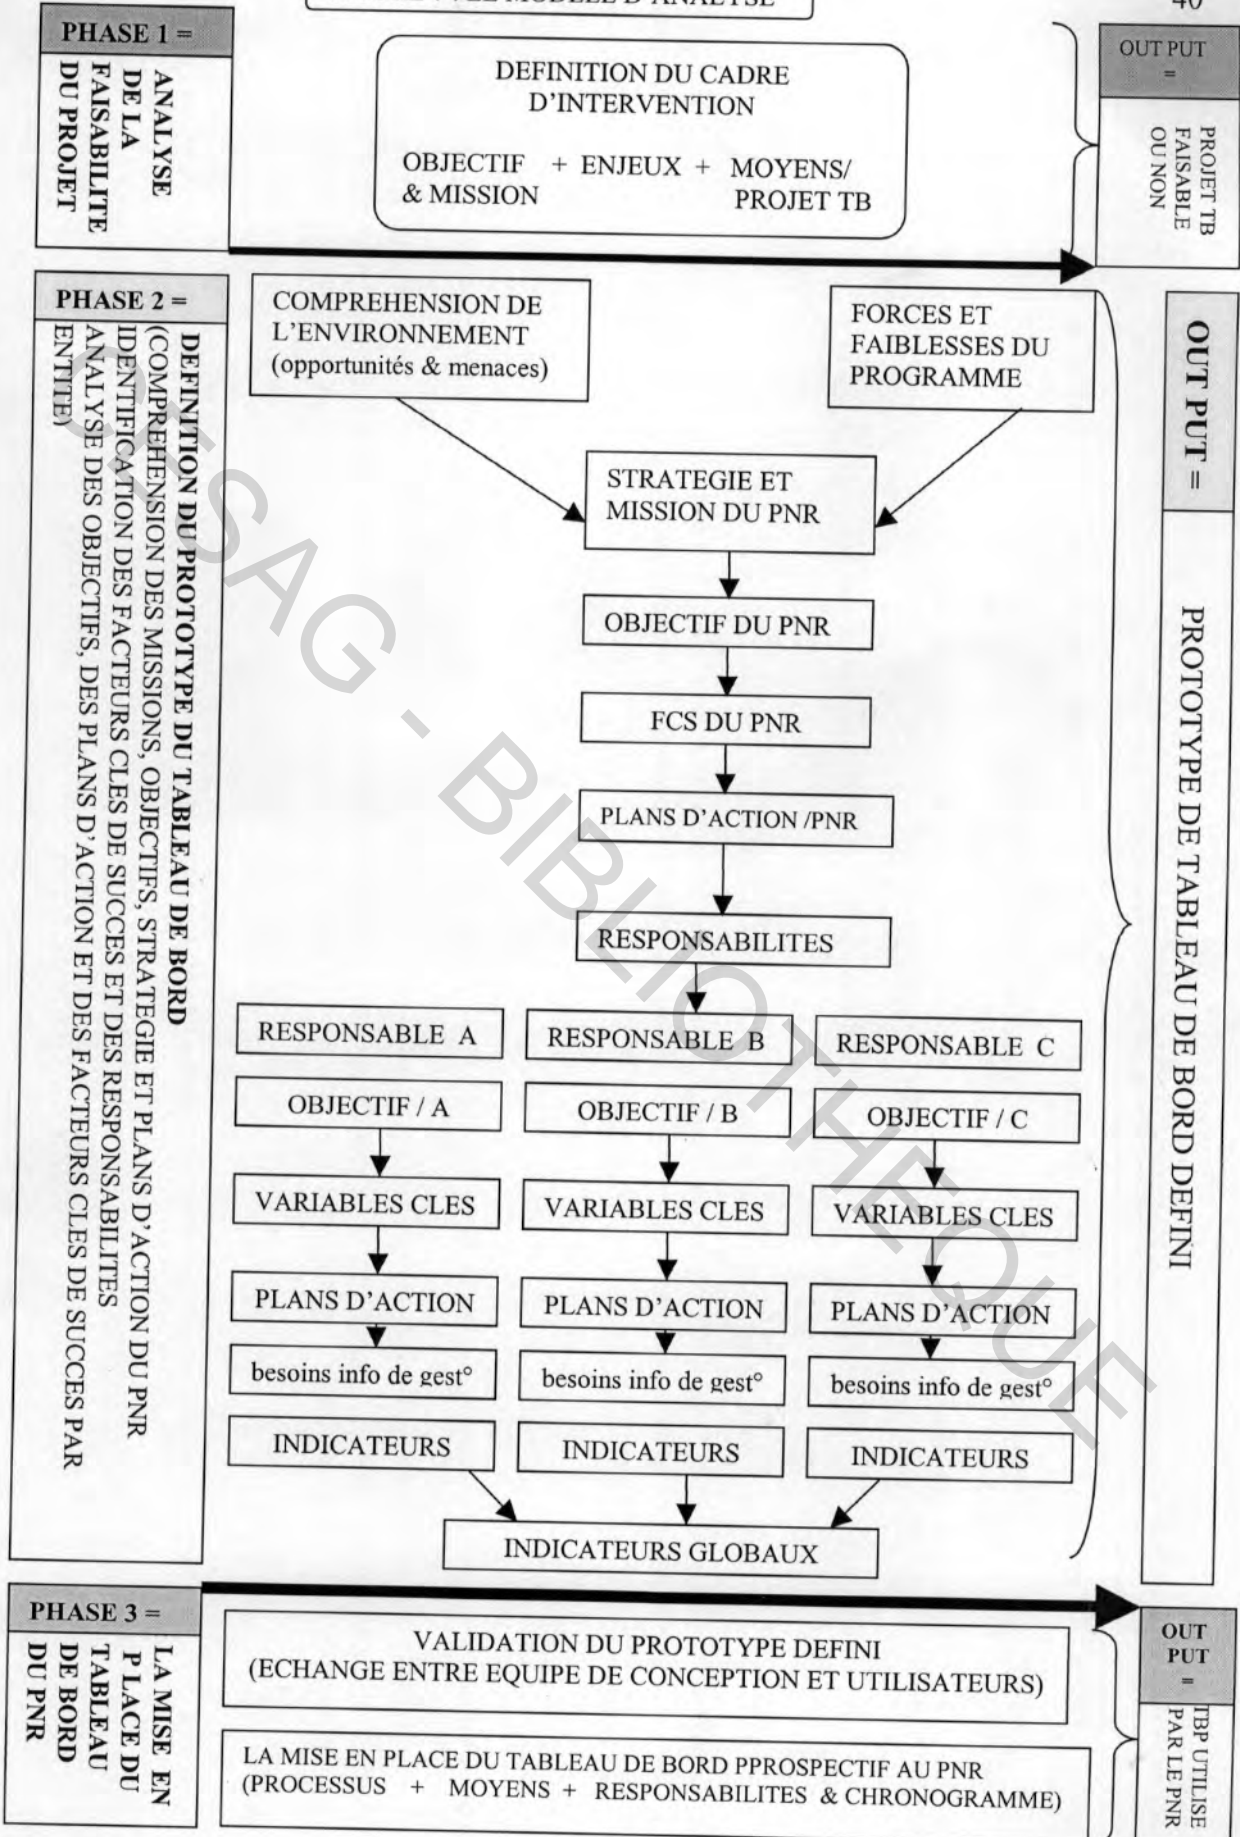 LE MODELE D'ANALYSE
40
PHASE 1 =
ANALYSE
DE LA
FAISABILITE
DU PROJET
DEFINITION DU CADRE
D'INTERVENTION
OBJECTIF + ENJEUX + MOYENS/
& MISSION PROJET TB
OUT PUT
=
PROJET TB
FAISABLE
OU NON
PHASE 2 =
DEFINITION DU PROTOTYPE DU TABLEAU DE BORD
(COMPREHENSION DES MISSIONS, OBJECTIFS, STRATEGIE ET PLANS D'ACTION DU PNR
IDENTIFICATION DES FACTEURS CLES DE SUCCES ET DES RESPONSABILITES
ANALYSE DES OBJECTIFS, DES PLANS D'ACTION ET DES FACTEURS CLES DE SUCCES PAR
ENTITE)
COMPREHENSION DE
L'ENVIRONNEMENT
(opportunités & menaces)
FORCES ET
FAIBLESSES DU
PROGRAMME
STRATEGIE ET
MISSION DU PNR
OBJECTIF DU PNR
FCS DU PNR
PLANS D'ACTION /PNR
RESPONSABILITES
RESPONSABLE A
RESPONSABLE B
RESPONSABLE C
OBJECTIF / A
OBJECTIF / B
OBJECTIF / C
VARIABLES CLES
VARIABLES CLES
VARIABLES CLES
PLANS D'ACTION
PLANS D'ACTION
PLANS D'ACTION
besoins info de gest°
besoins info de gest°
besoins info de gest°
INDICATEURS
INDICATEURS
INDICATEURS
INDICATEURS GLOBAUX
OUT PUT =
PROTOTYPE DE TABLEAU DE BORD DEFINI
PHASE 3 =
LA MISE EN
P LACE DU
TABLEAU
DE BORD
DU PNR
VALIDATION DU PROTOTYPE DEFINI
(ECHANGE ENTRE EQUIPE DE CONCEPTION ET UTILISATEURS)
LA MISE EN PLACE DU TABLEAU DE BORD PPROSPECTIF AU PNR
(PROCESSUS + MOYENS + RESPONSABILITES & CHRONOGRAMME)
OUT
PUT
=
TBP UTILISE
PAR LE PNR
CESAG - BIBLIOTHEQUE